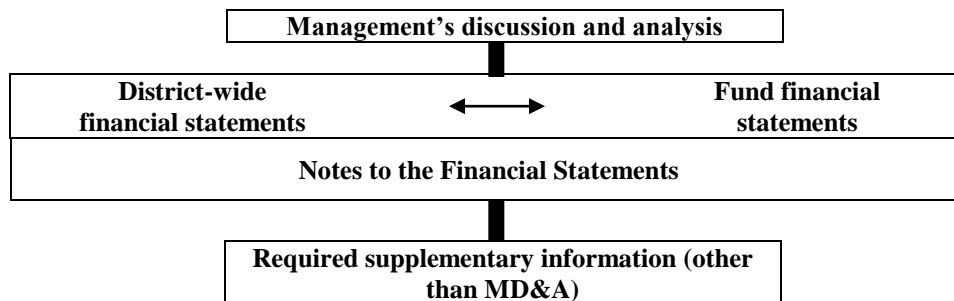 Management’s discussion and analysis
District-wide
financial statements
Fund financial
statements
Notes to the Financial Statements
Required supplementary information (other
than MD&A)